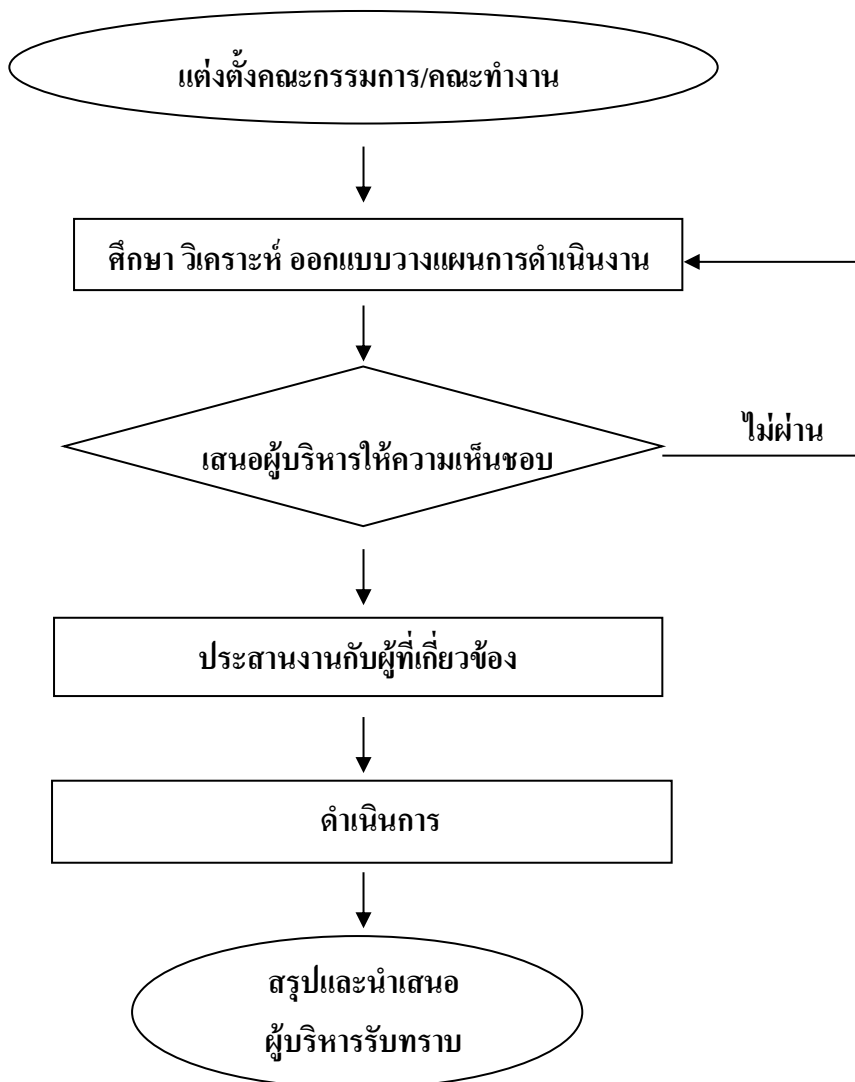 แต่งตั้งคณะกรรมการ/คณะทำงาน
ศึกษา วิเคราะห์ ออกแบบวางแผนการดำเนินงาน
ไม่ผ่าน
เสนอผู้บริหารให้ความเห็นชอบ
ประสานงานกับผู้ที่เกี่ยวข้อง
ดำเนินการ
สรุปและนำเสนอ
ผู้บริหารรับทราบ